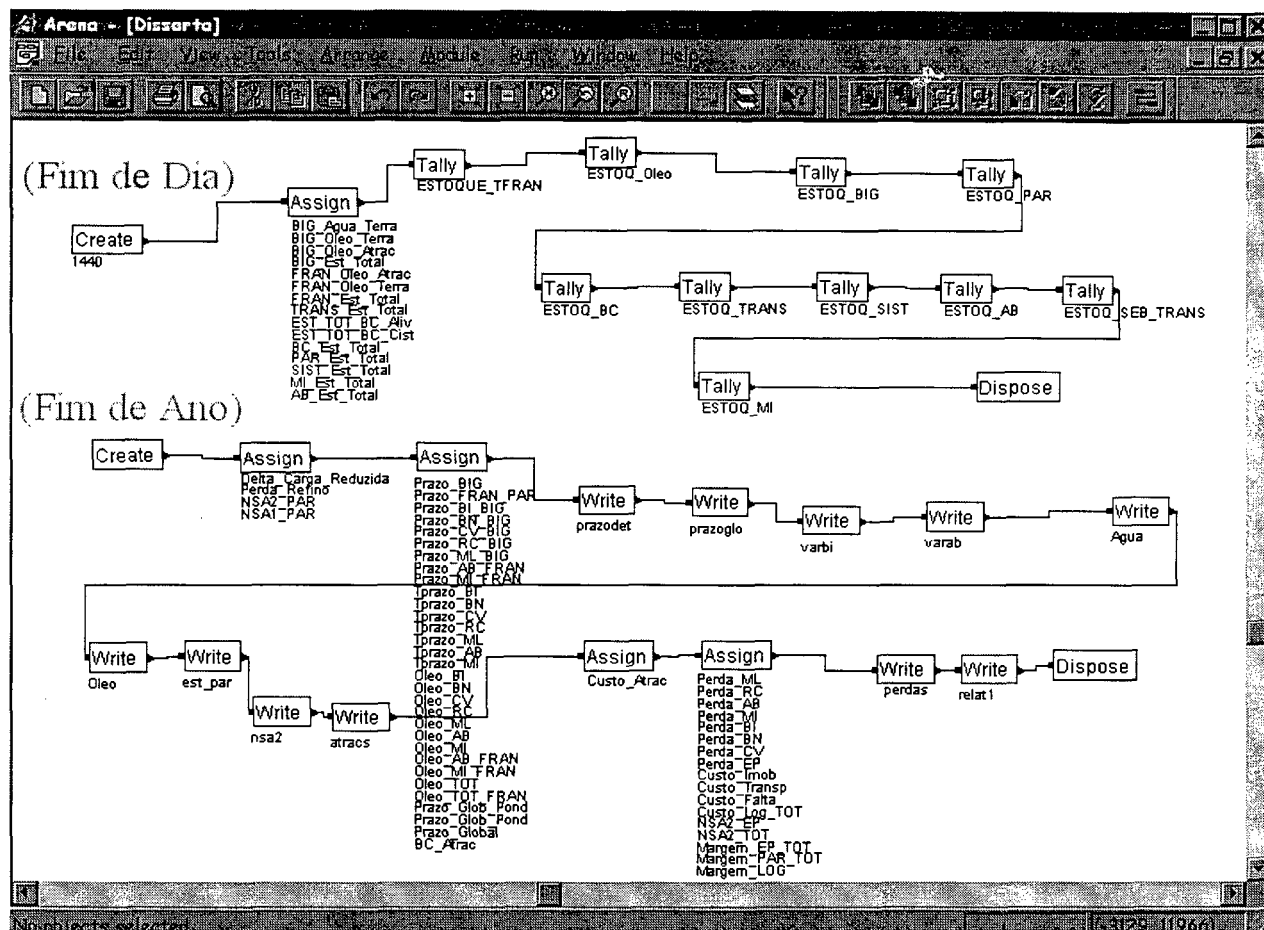 Arena - [Disserta]
File Edit View Tools Arrange Module Run Window Help
(Fim de Dia)
Create
1440
Assign
BIG_Agua_Terra
BIG_Oleo_Terra
BIG_Oleo_Atrac
BIG_Est_Total
FRAN_Oleo_Atrac
FRAN_Oleo_Terra
FRAN_Est_Total
TRANS_Est_Total
EST_TOT_BC_Aliv
EST_TOT_BC_Cist
BC_Est_Total
PAR_Est_Total
SIST_Est_Total
MI_Est_Total
AB_Est_Total
Tally
ESTOQUE_TFRAN
Tally
ESTOQ_Oleo
Tally
ESTOQ_BIG
Tally
ESTOQ_PAR
Tally
ESTOQ_BC
Tally
ESTOQ_TRANS
Tally
ESTOQ_SIST
Tally
ESTOQ_AB
Tally
ESTOQ_SEB_TRANS
Tally
ESTOQ_MI
Dispose
(Fim de Ano)
Create
Assign
Delta_Carga_Reduzida
Perda_Refino
NSA2_PAR
NSA1_PAR
Assign
Prazo_BIG
Prazo_FRAN_PAR
Prazo_BI_BIG
Prazo_BN_BIG
Prazo_CV_BIG
Prazo_RC_BIG
Prazo_ML_BIG
Prazo_AB_FRAN
Prazo_MI_FRAN
Tprazo_BI
Tprazo_BN
Tprazo_CV
Tprazo_RC
Tprazo_ML
Tprazo_AB
Tprazo_MI
Oleo_BI
Oleo_BN
Oleo_CV
Oleo_RC
Oleo_ML
Oleo_AB
Oleo_MI
Oleo_AB_FRAN
Oleo_MI_FRAN
Oleo_TOT
Oleo_TOT_FRAN
Prazo_Glob_Pond
Prazo_Glob_Pond
Prazo_Global
BC_Atrac
Write
prazodet
Write
prazoglo
Write
varbi
Write
varab
Write
Agua
Write
Oleo
Write
est_par
Write
nsa2
Write
atracs
Assign
Custo_Atrac
Assign
Perda_ML
Perda_RC
Perda_AB
Perda_MI
Perda_BI
Perda_BN
Perda_CV
Perda_EP
Custo_Imob
Custo_Transp
Custo_Falta
Custo_Log_TOT
NSA2_EP
NSA2_TOT
Margem_EP_TOT
Margem_PAR_TOT
Margem_LOG
Write
perdas
Write
relat1
Dispose
No objects selected